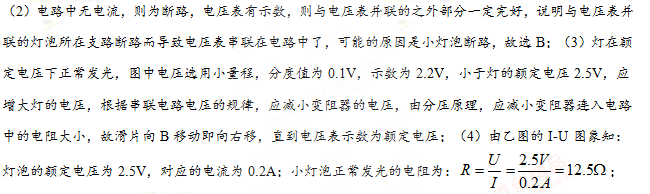 （2）电路中无电流，则为断路，电压表有示数，则与电压表并联的之外部分一定完好，说明与电压表并
联的灯泡所在支路断路而导致电压表串联在电路中了，可能的原因是小灯泡断路，故选 B；（3）灯在额
定电压下正常发光，图中电压选用小量程，分度值为 0.1V，示数为 2.2V，小于灯的额定电压 2.5V，应
增大灯的电压，根据串联电路电压的规律，应减小变阻器的电压，由分压原理，应减小变阻器连入电路
中的电阻大小，故滑片向 B 移动即向右移，直到电压表示数为额定电压；（4）由乙图的 I-U 图象知：
灯泡的额定电压为 2.5V，对应的电流为 0.2A；小灯泡正常发光的电阻为：R=U/I=2.5V/0.2A=12.5Ω；